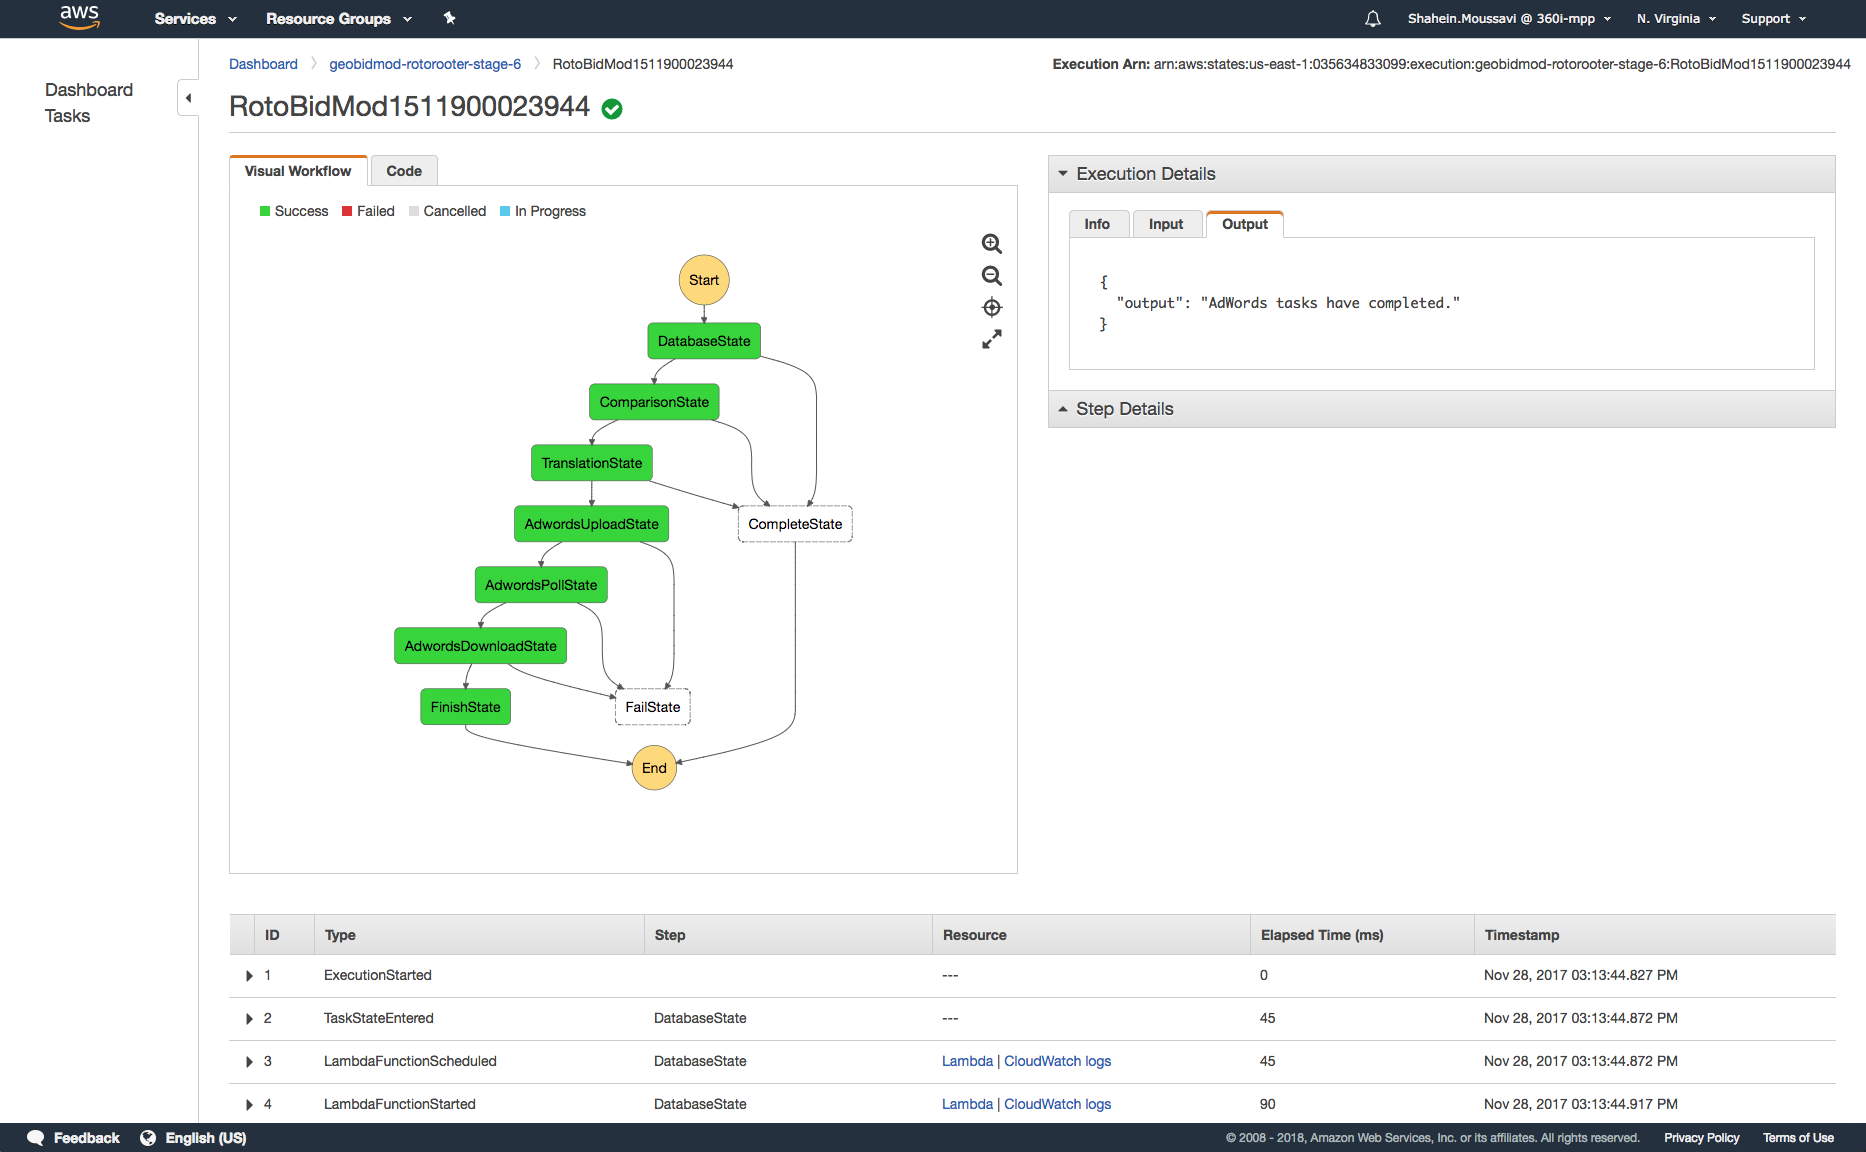 aws
Services
Resource Groups
Shahein.Moussavi @ 360i-mpp
N. Virginia
Support
Dashboard
Tasks
Dashboard
geobidmod-rotorooter-stage-6
RotoBidMod1511900023944
Execution Arn: arn:aws:states:us-east-1:035634833099:execution:geobidmod-rotorooter-stage-6:RotoBidMod1511900023944
RotoBidMod1511900023944
Visual Workflow
Code
Success
Failed
Cancelled
In Progress
Start
DatabaseState
ComparisonState
TranslationState
AdwordsUploadState
CompleteState
AdwordsPollState
AdwordsDownloadState
FinishState
FailState
End
Execution Details
Info
Input
Output
{
"output": "AdWords tasks have completed."
}
Step Details
ID Type Step Resource Elapsed Time (ms) Timestamp
1 ExecutionStarted --- 0 Nov 28, 2017 03:13:44.827 PM
2 TaskStateEntered DatabaseState --- 45 Nov 28, 2017 03:13:44.872 PM
3 LambdaFunctionScheduled DatabaseState Lambda | CloudWatch logs 45 Nov 28, 2017 03:13:44.872 PM
4 LambdaFunctionStarted DatabaseState Lambda | CloudWatch logs 90 Nov 28, 2017 03:13:44.917 PM
Feedback
English (US)
© 2008 - 2018, Amazon Web Services, Inc. or its affiliates. All rights reserved.
Privacy Policy
Terms of Use